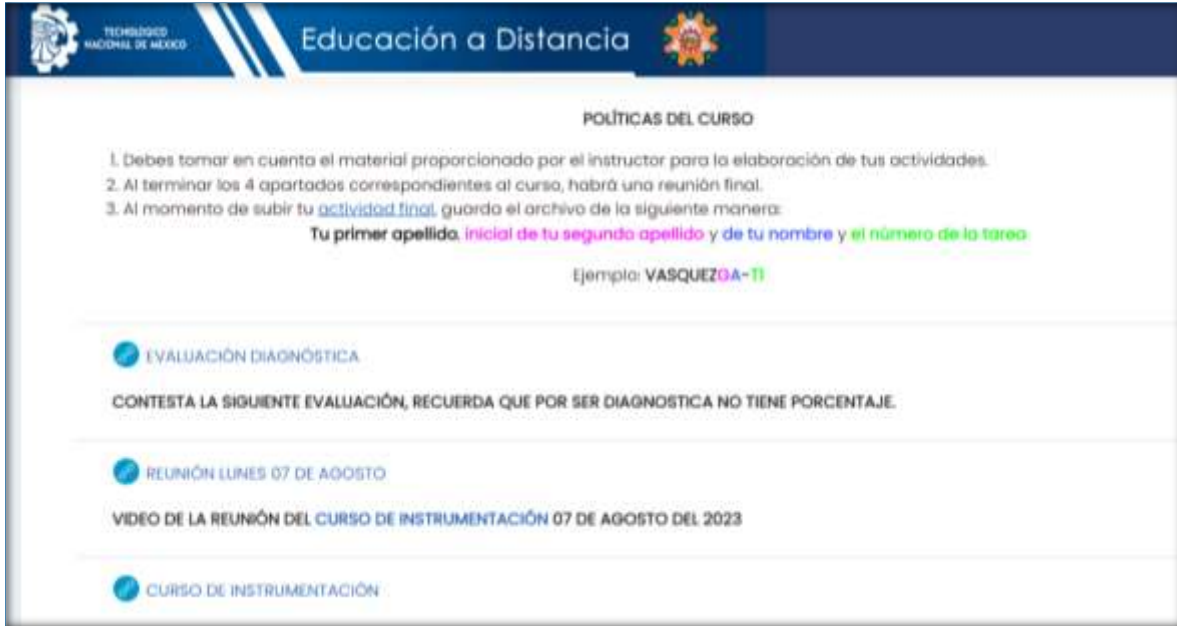 TECNOLÓGICO
NACIONAL DE MÉXICO
Educación a Distancia
POLÍTICAS DEL CURSO
1. Debes tomar en cuenta el material proporcionado por el instructor para la elaboración de tus actividades.
2. Al terminar los 4 apartados correspondientes al curso, habrá una reunión final.
3. Al momento de subir tu actividad final, guarda el archivo de la siguiente manera:
Tu primer apellido, inicial de tu segundo apellido y de tu nombre y el número de la tarea.
Ejemplo: VASQUEZGA-T1
EVALUACIÓN DIAGNÓSTICA
CONTESTA LA SIGUIENTE EVALUACIÓN, RECUERDA QUE POR SER DIAGNOSTICA NO TIENE PORCENTAJE.
REUNIÓN LUNES 07 DE AGOSTO
VIDEO DE LA REUNIÓN DEL CURSO DE INSTRUMENTACIÓN 07 DE AGOSTO DEL 2023
CURSO DE INSTRUMENTACIÓN